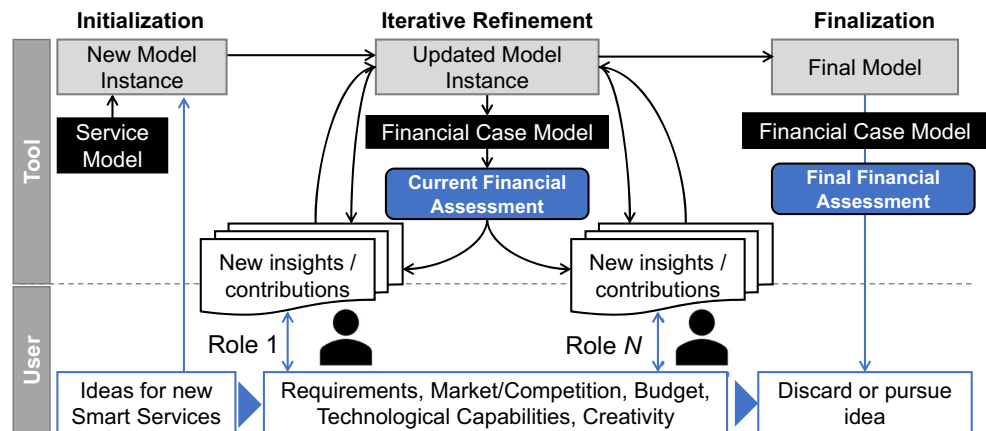 Initialization
Iterative Refinement
Finalization
Tool
New Model
Instance
Updated Model
Instance
Final Model
Service
Model
Financial Case Model
Financial Case Model
Current Financial
Assessment
Final Financial
Assessment
New insights /
contributions
New insights /
contributions
User
Role 1
Role N
Ideas for new
Smart Services
Requirements, Market/Competition, Budget,
Technological Capabilities, Creativity
Discard or pursue
idea